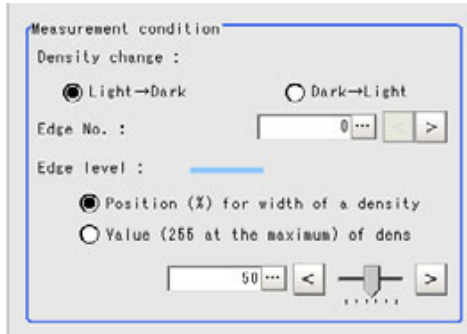 Measurement condition
Density change :
Light→Dark Dark→Light
Edge No. : 0 ... < >
Edge level :
Position (%) for width of a density
Value (255 at the maximum) of dens
50 ... < >